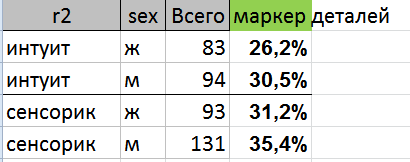 r2 sex Всего маркер деталей
интуит ж 83 26,2%
интуит м 94 30,5%
сенсорик ж 93 31,2%
сенсорик м 131 35,4%